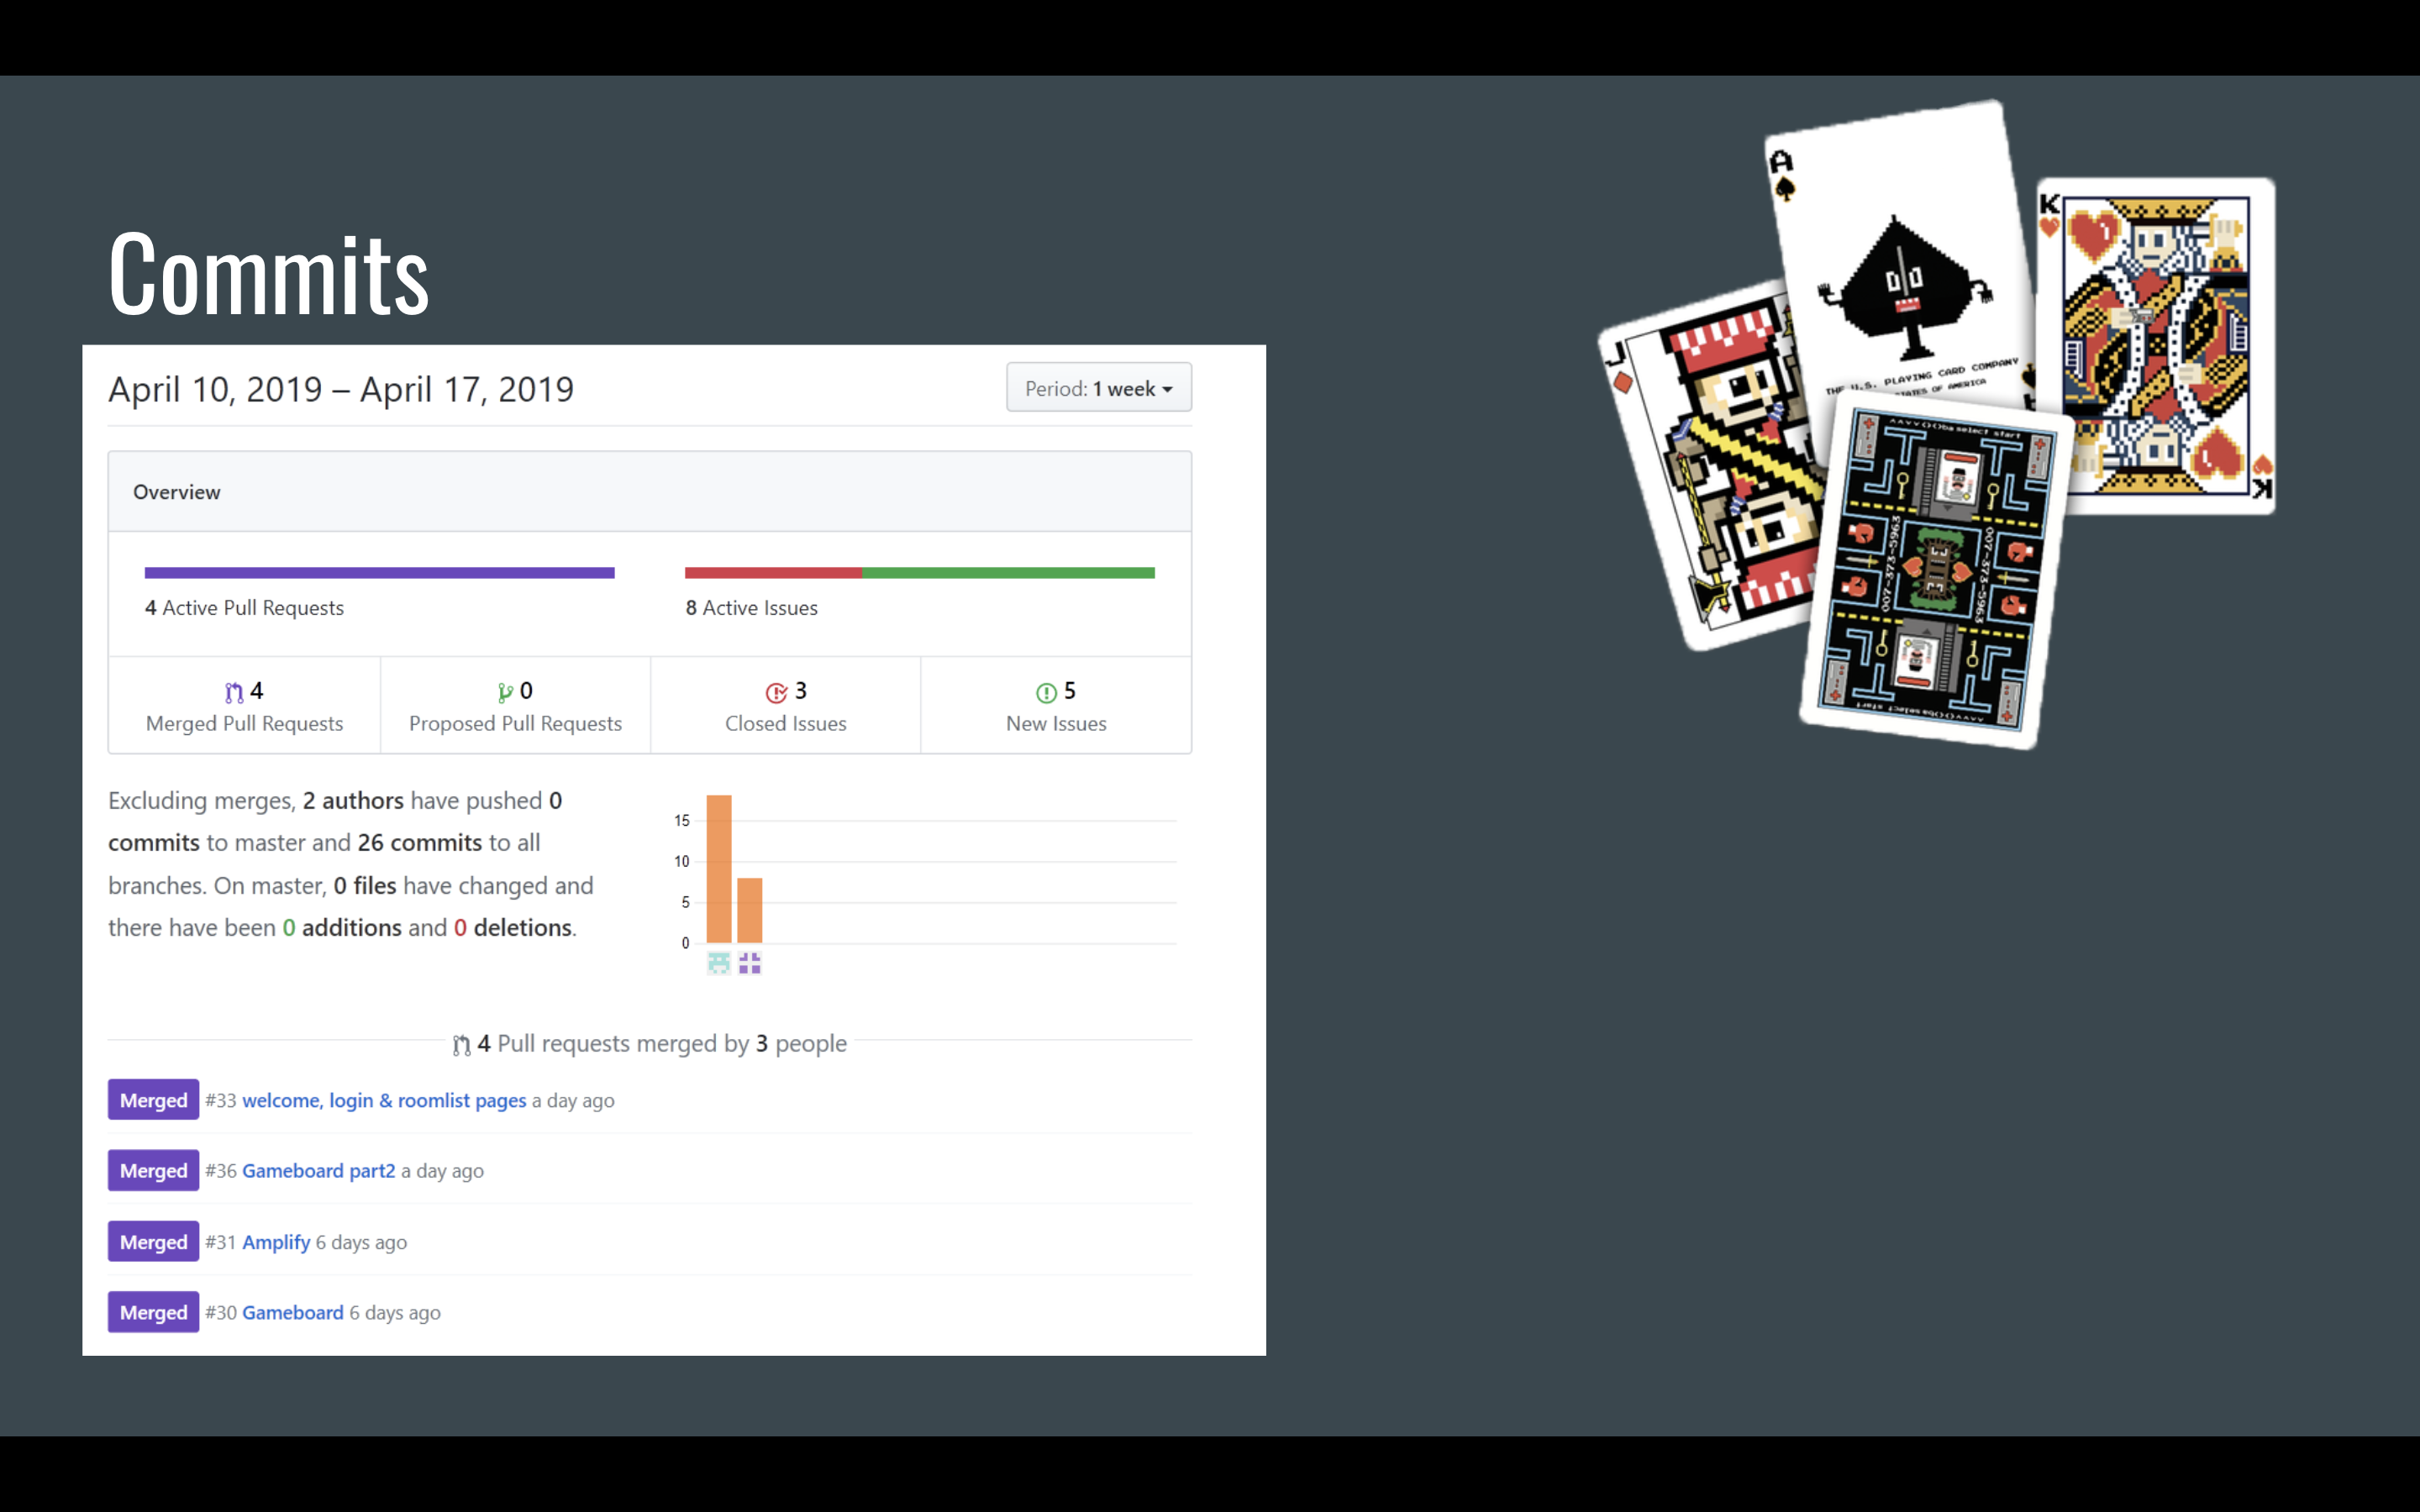 Commits
April 10, 2019 – April 17, 2019
Period: 1 week
Overview
4 Active Pull Requests
8 Active Issues
4
Merged Pull Requests
0
Proposed Pull Requests
3
Closed Issues
5
New Issues
Excluding merges, 2 authors have pushed 0
commits to master and 26 commits to all
branches. On master, 0 files have changed and
there have been 0 additions and 0 deletions.
15
10
5
0
4 Pull requests merged by 3 people
Merged #33 welcome, login & roomlist pages a day ago
Merged #36 Gameboard part2 a day ago
Merged #31 Amplify 6 days ago
Merged #30 Gameboard 6 days ago
A
THE U.S. PLAYING CARD COMPANY
OF AMERICA
K
K
J
select start
007-373-5963
007-373-5963
select start